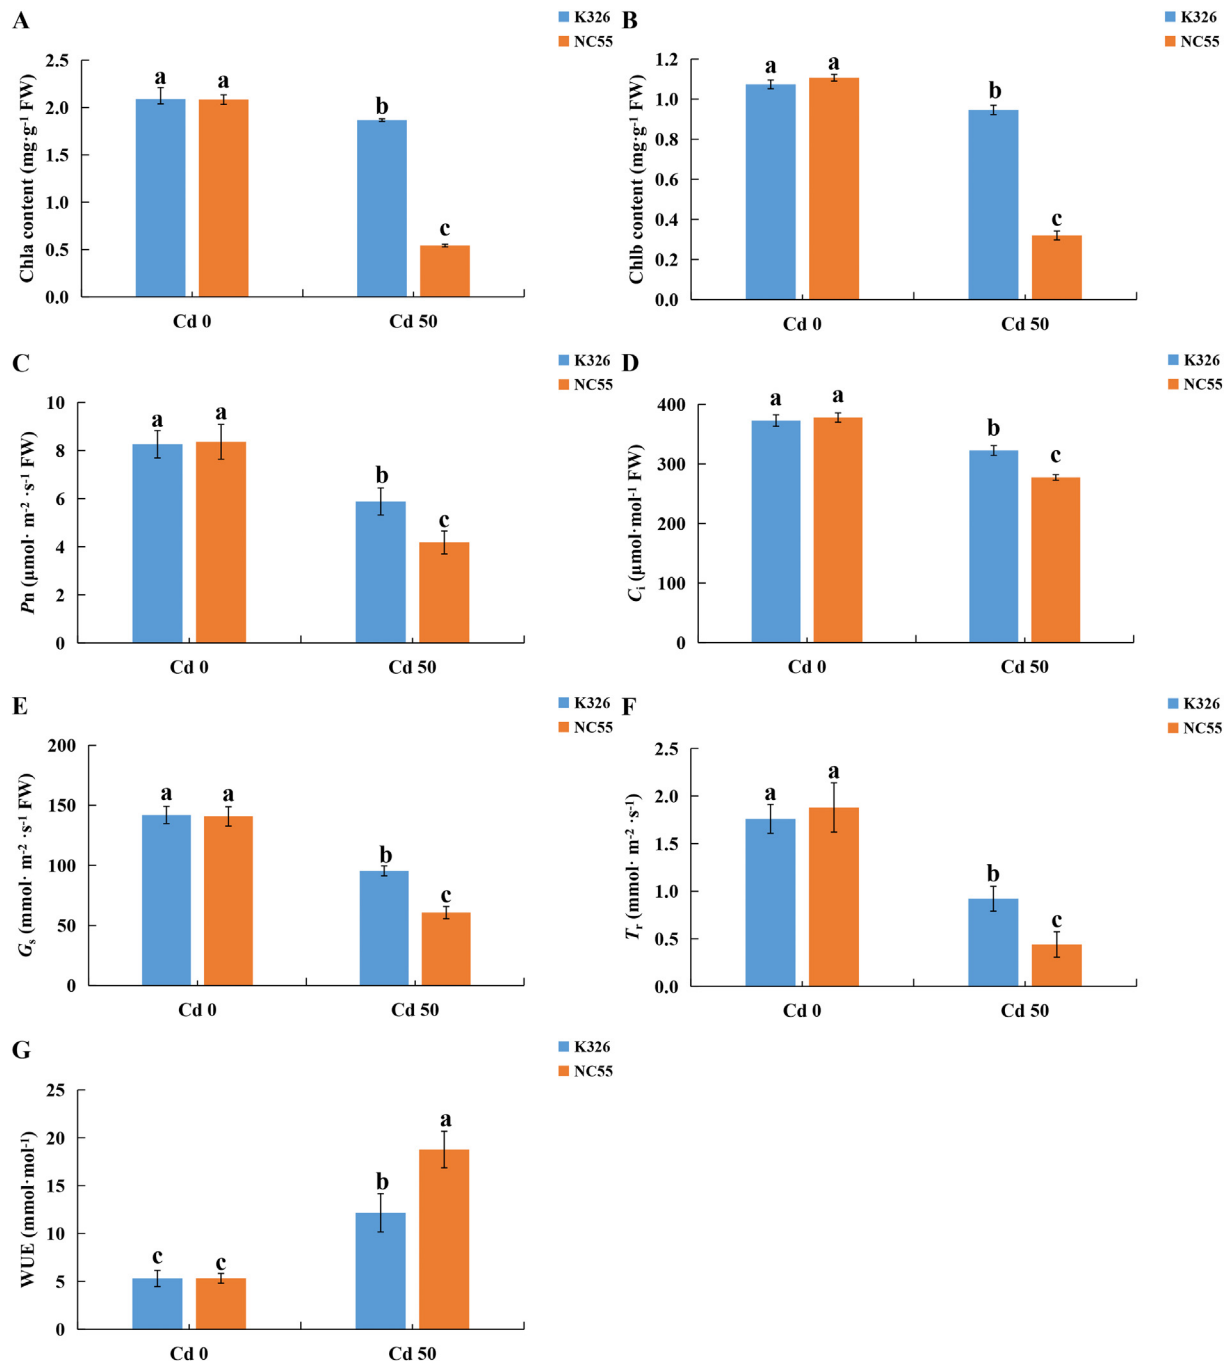 A
K326
NC55
Chla content (mg·g-1 FW)
2.5
2.0
1.5
1.0
0.5
0.0
a
a
b
c
Cd 0
Cd 50
B
K326
NC55
Chlb content (mg·g-1 FW)
1.2
1.0
0.8
0.6
0.4
0.2
0.0
a
a
b
c
Cd 0
Cd 50
C
K326
NC55
Pn (μmol· m-2 ·s-1 FW)
10
8
6
4
2
0
a
a
b
c
Cd 0
Cd 50
D
K326
NC55
Ci (μmol·mol-1 FW)
400
300
200
100
0
a
a
b
c
Cd 0
Cd 50
E
K326
NC55
Gs (mmol· m-2 ·s-1 FW)
200
150
100
50
0
a
a
b
c
Cd 0
Cd 50
F
K326
NC55
Tr (mmol· m-2 ·s-1)
2.5
2.0
1.5
1.0
0.5
0.0
a
a
b
c
Cd 0
Cd 50
G
K326
NC55
WUE (mmol·mol-1)
25
20
15
10
5
0
c
c
b
a
Cd 0
Cd 50